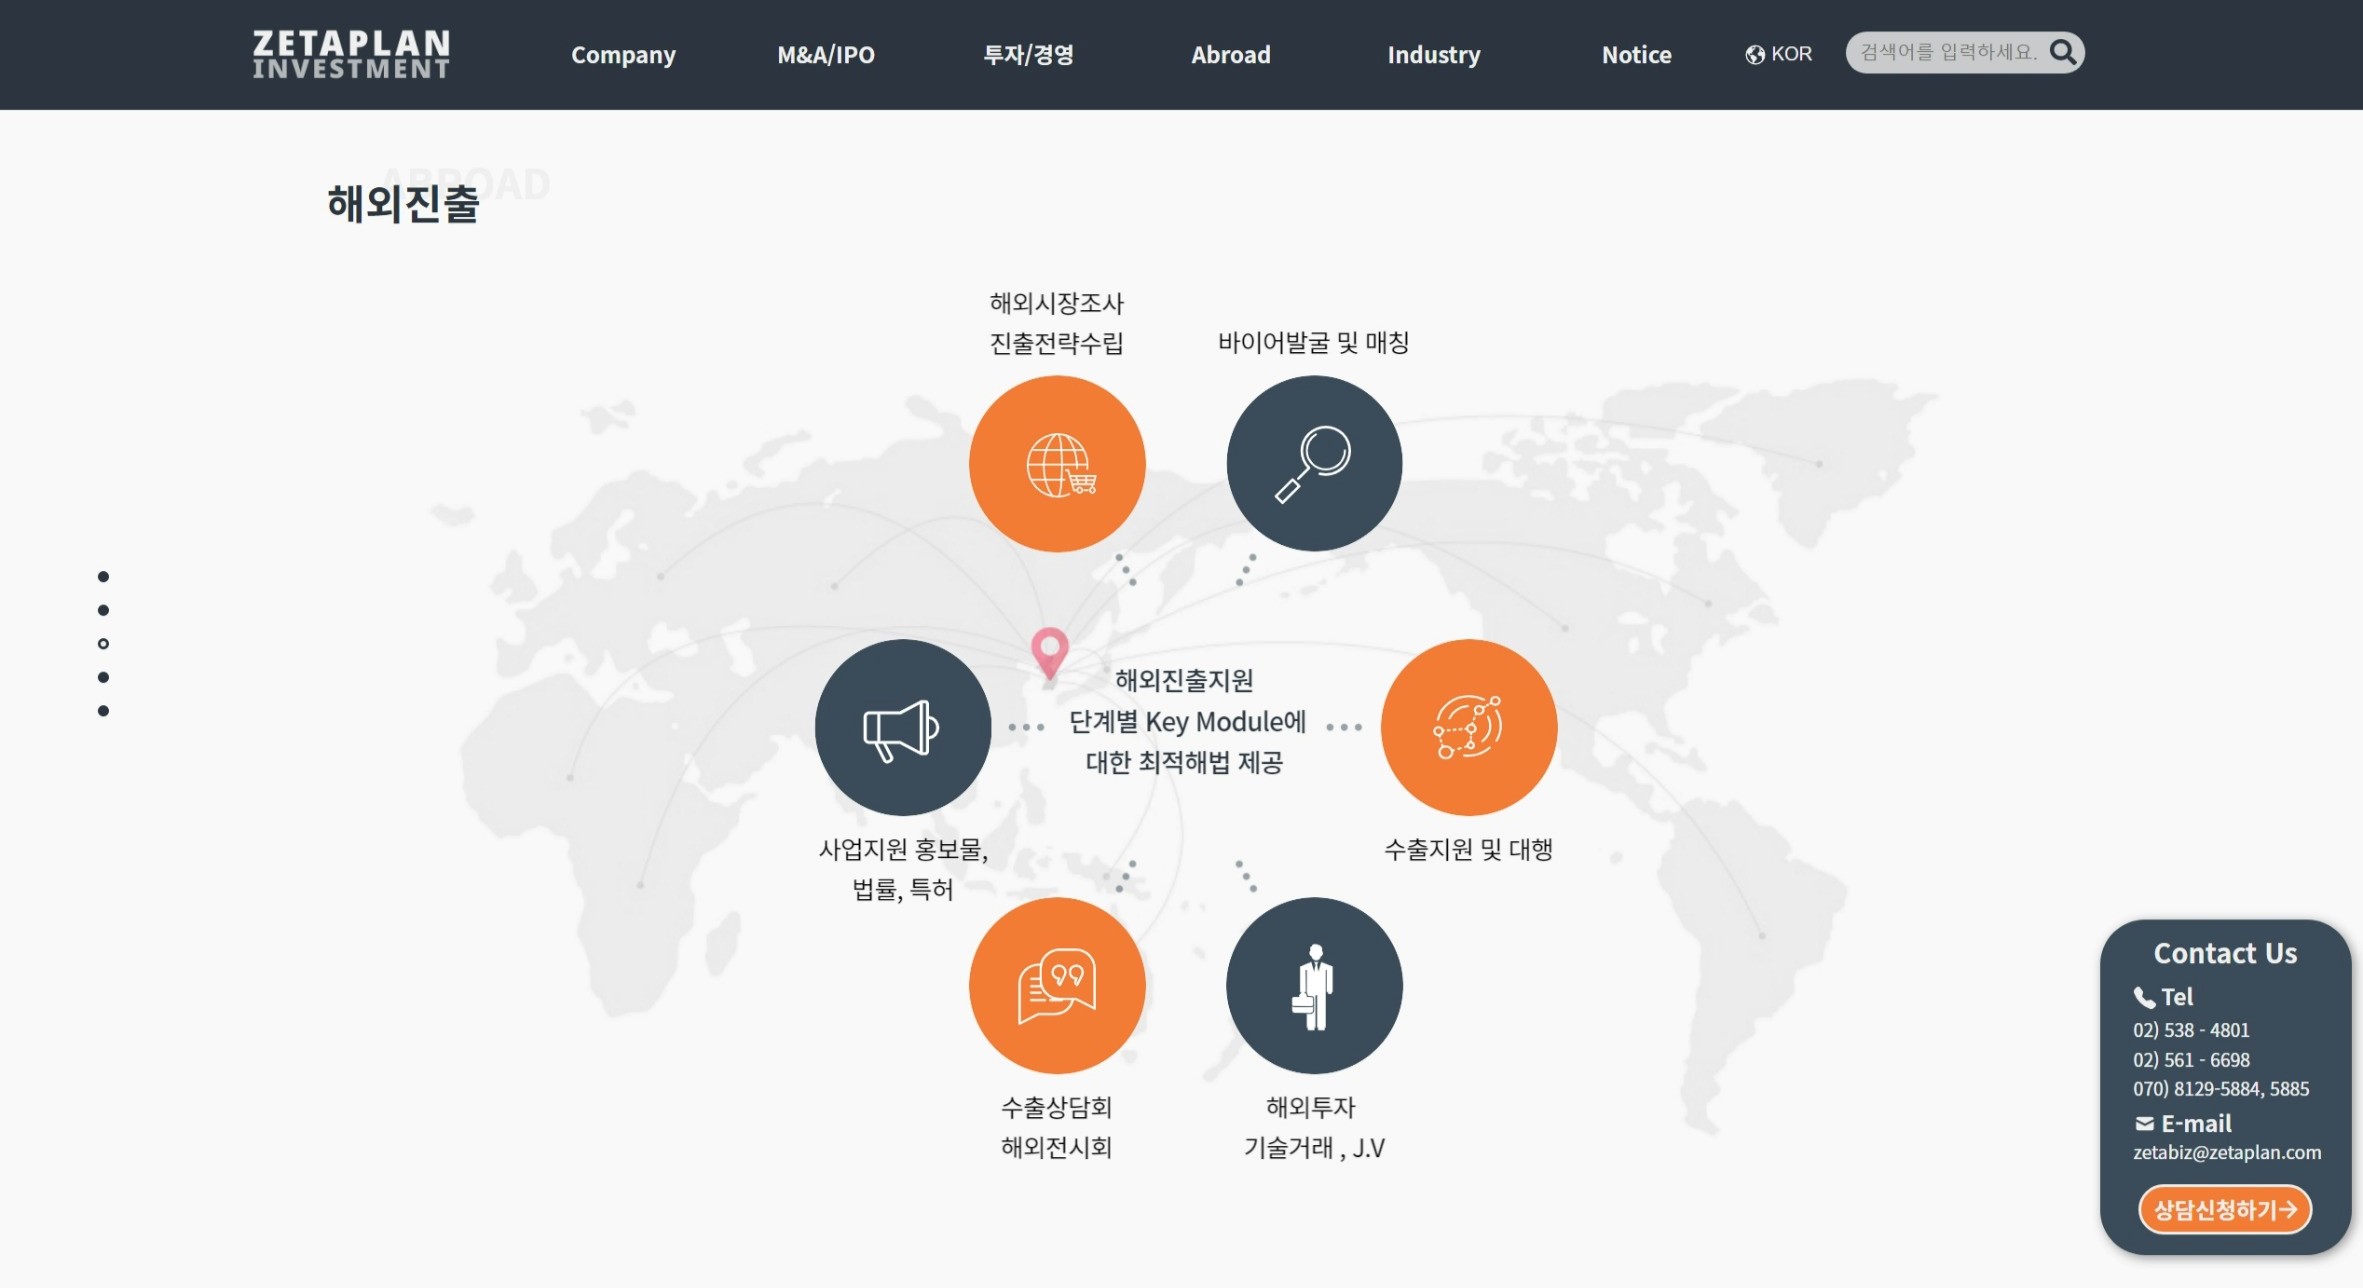 ZETAPLAN
INVESTMENT
Company
M&A/IPO
투자/경영
Abroad
Industry
Notice
KOR
검색어를 입력하세요.
ABROAD
해외진출
해외시장조사
진출전략수립
바이어발굴 및 매칭
해외진출지원
단계별 Key Module에
대한 최적해법 제공
사업지원 홍보물,
법률, 특허
수출지원 및 대행
수출상담회
해외전시회
해외투자
기술거래 , J.V
Contact Us
Tel
02) 538 - 4801
02) 561 - 6698
070) 8129-5884, 5885
E-mail
zetabiz@zetaplan.com
상담신청하기→